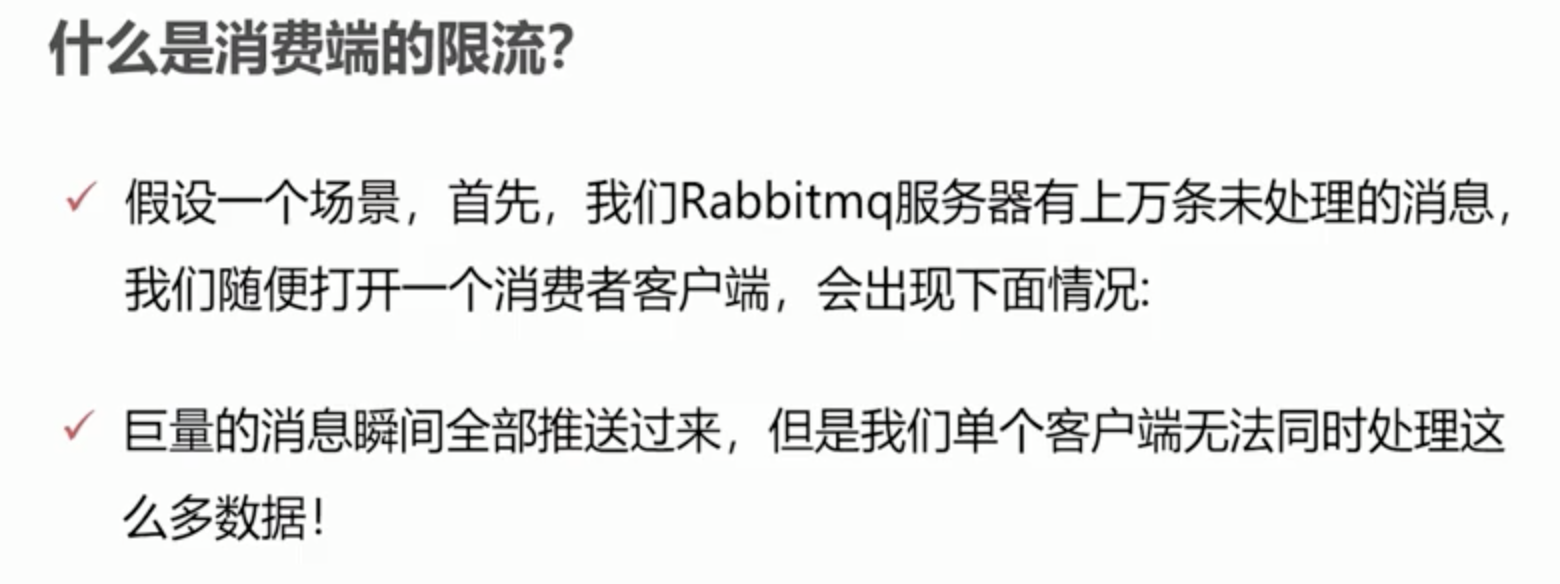 什么是消费端的限流?
✓ 假设一个场景，首先，我们Rabbitmq服务器有上万条未处理的消息，
我们随便打开一个消费者客户端，会出现下面情况:
✓ 巨量的消息瞬间全部推送过来，但是我们单个客户端无法同时处理这
么多数据!